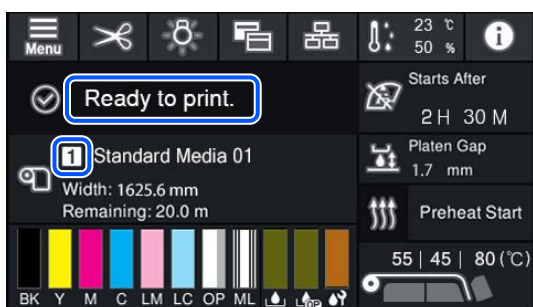 Menu
23 ℃
50 %
i
Ready to print.
Starts After
2 H 30 M
1 Standard Media 01
Width: 1625.6 mm
Remaining: 20.0 m
Platen Gap
1.7 mm
Preheat Start
55 | 45 | 80 (℃)
BK Y M C LM LC OP ML OP